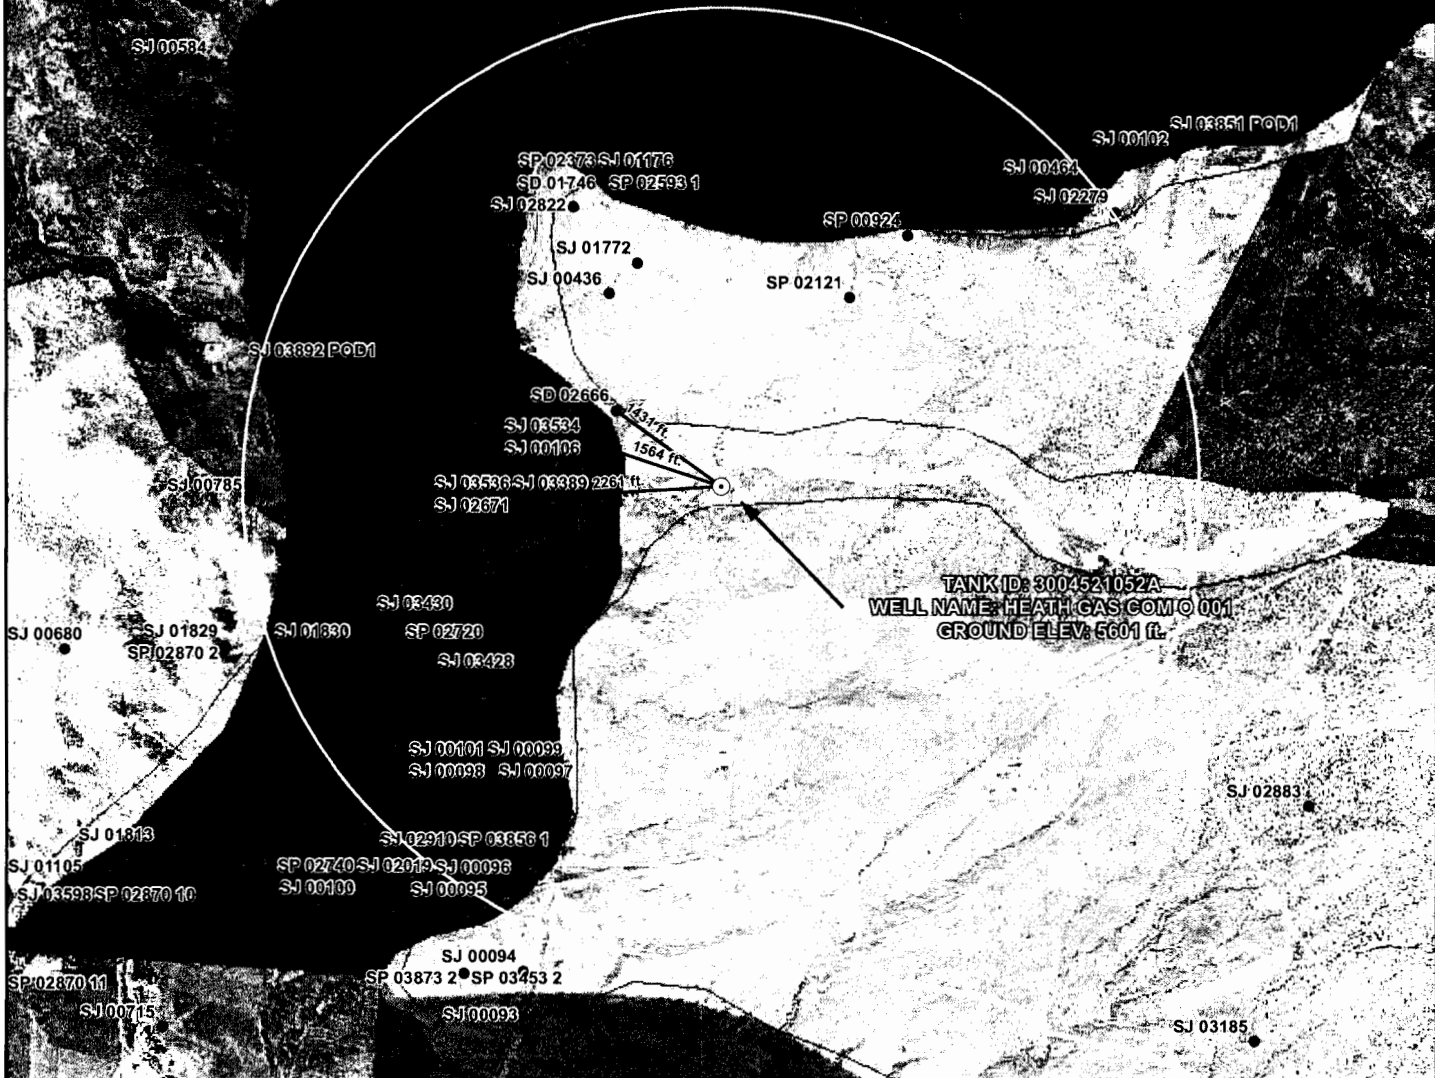 SJ 00584
SJ 03851 POD1
SJ 00102
SP 02373 SJ 01176
SJ 00464
SD 01746 SP 02593 1
SJ 02279
SJ 02822
SP 00924
SJ 01772
SJ 00436
SP 02121
SJ 03892 POD1
SD 02666
1431 ft.
SJ 03534
SJ 00106
1564 ft.
SJ 00785
SJ 03536 SJ 03389 2261 ft
SJ 02671
TANK ID: 3004521052A
WELL NAME: HEATH GAS COM O 001
GROUND ELEV: 5601 ft.
SJ 03430
SJ 00680
SJ 01829
SJ 01830
SP 02720
SP 02870 2
SJ 03428
SJ 00101 SJ 00099
SJ 00098 SJ 00097
SJ 02883
SJ 01813
SJ 02910 SP 03856 1
SJ 01105
SP 02740 SJ 02019 SJ 00096
SJ 03598 SP 02870 10
SJ 00100
SJ 00095
SJ 00094
SP 02870 11
SP 03873 2 SP 03453 2
SJ 00715
SJ 00093
SJ 03185